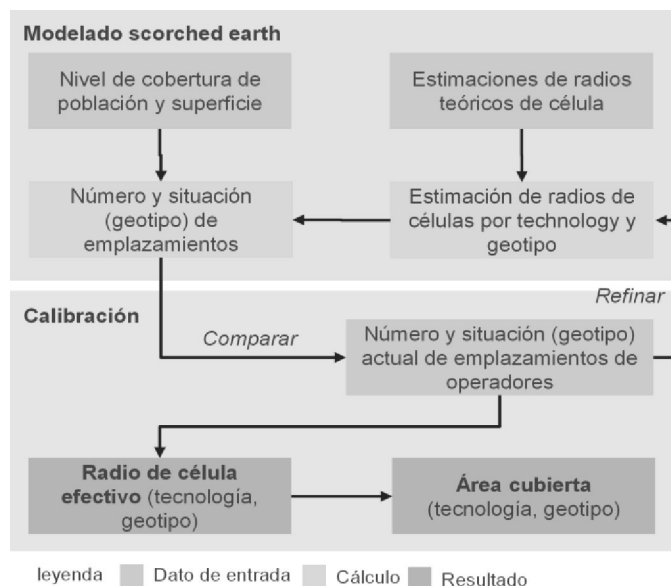 Modelado scorched earth
Nivel de cobertura de
población y superficie
Estimaciones de radios
teóricos de célula
Número y situación
(geotipo) de
emplazamientos
Estimación de radios de
células por technology y
geotipo
Refinar
Calibración
Comparar
Número y situación (geotipo)
actual de emplazamientos de
operadores
Radio de célula
efectivo (tecnología,
geotipo)
Área cubierta
(tecnología, geotipo)
leyenda
Dato de entrada
Cálculo
Resultado